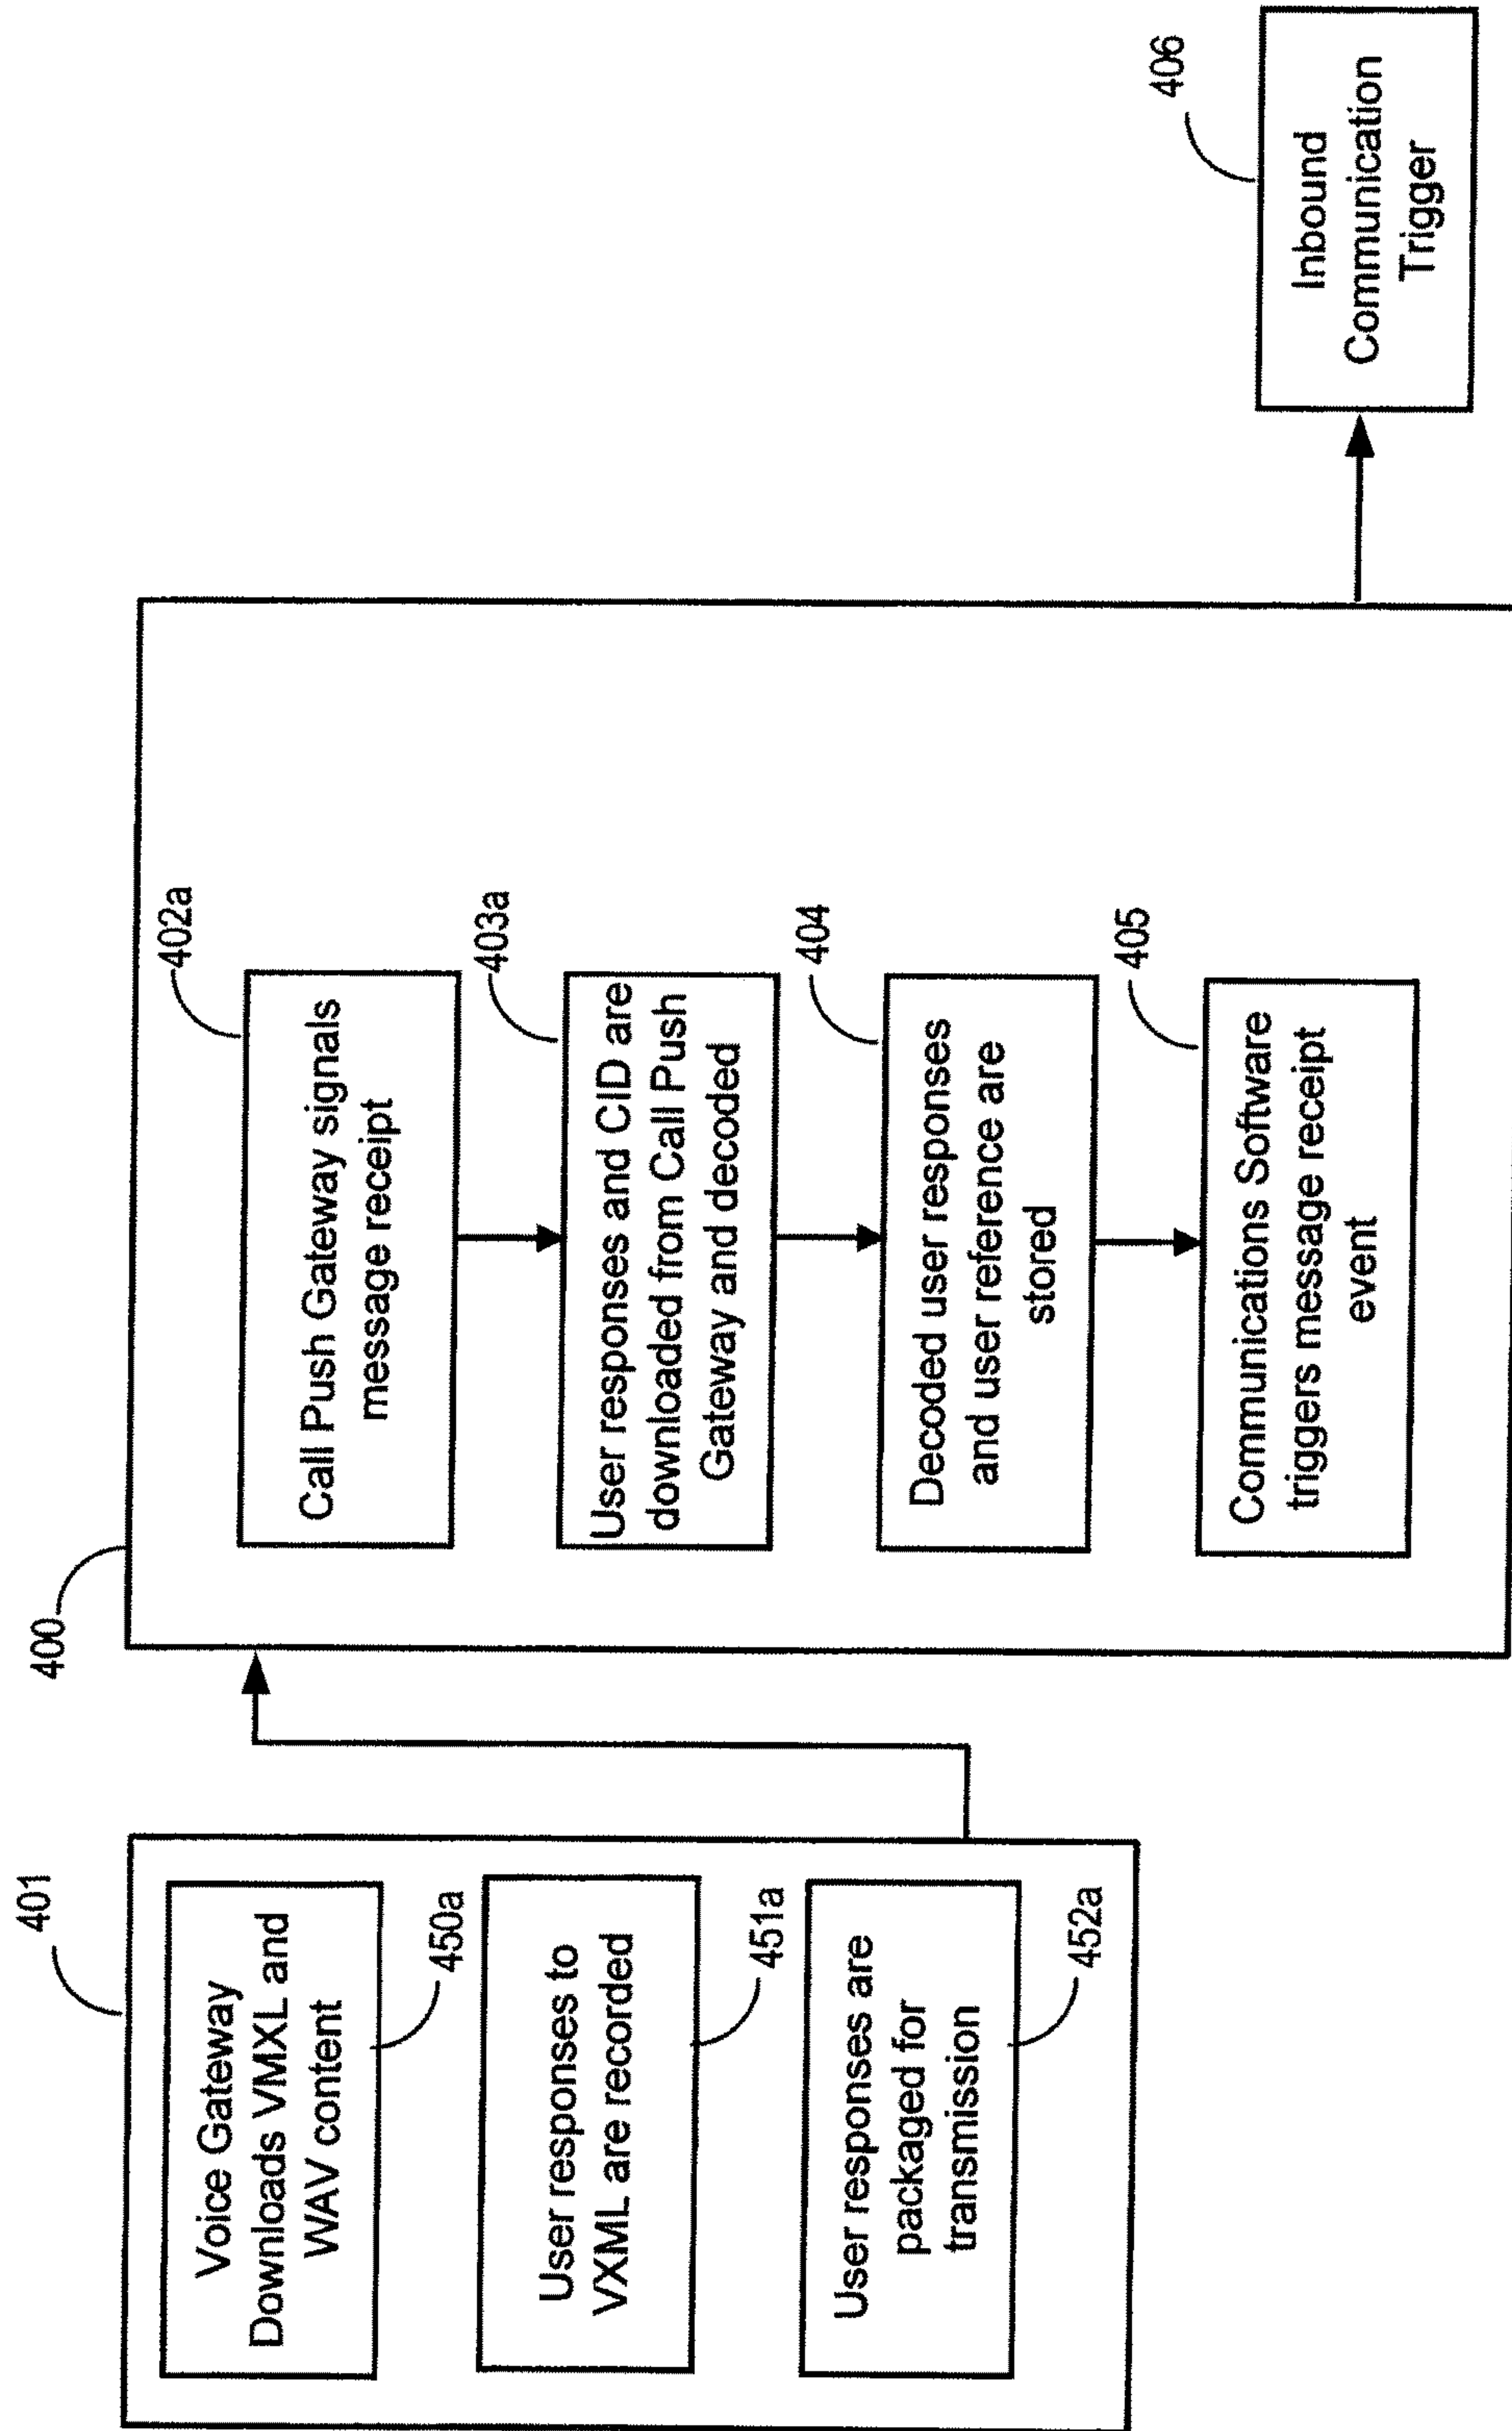 401
Voice Gateway
Downloads VMXL and
WAV content
450a
User responses to
VXML are recorded
451a
User responses are
packaged for
transmission
452a
400
402a
Call Push Gateway signals
message receipt
403a
User responses and CID are
downloaded from Call Push
Gateway and decoded
404
Decoded user responses
and user reference are
stored
405
Communications Software
triggers message receipt
event
406
Inbound
Communication
Trigger